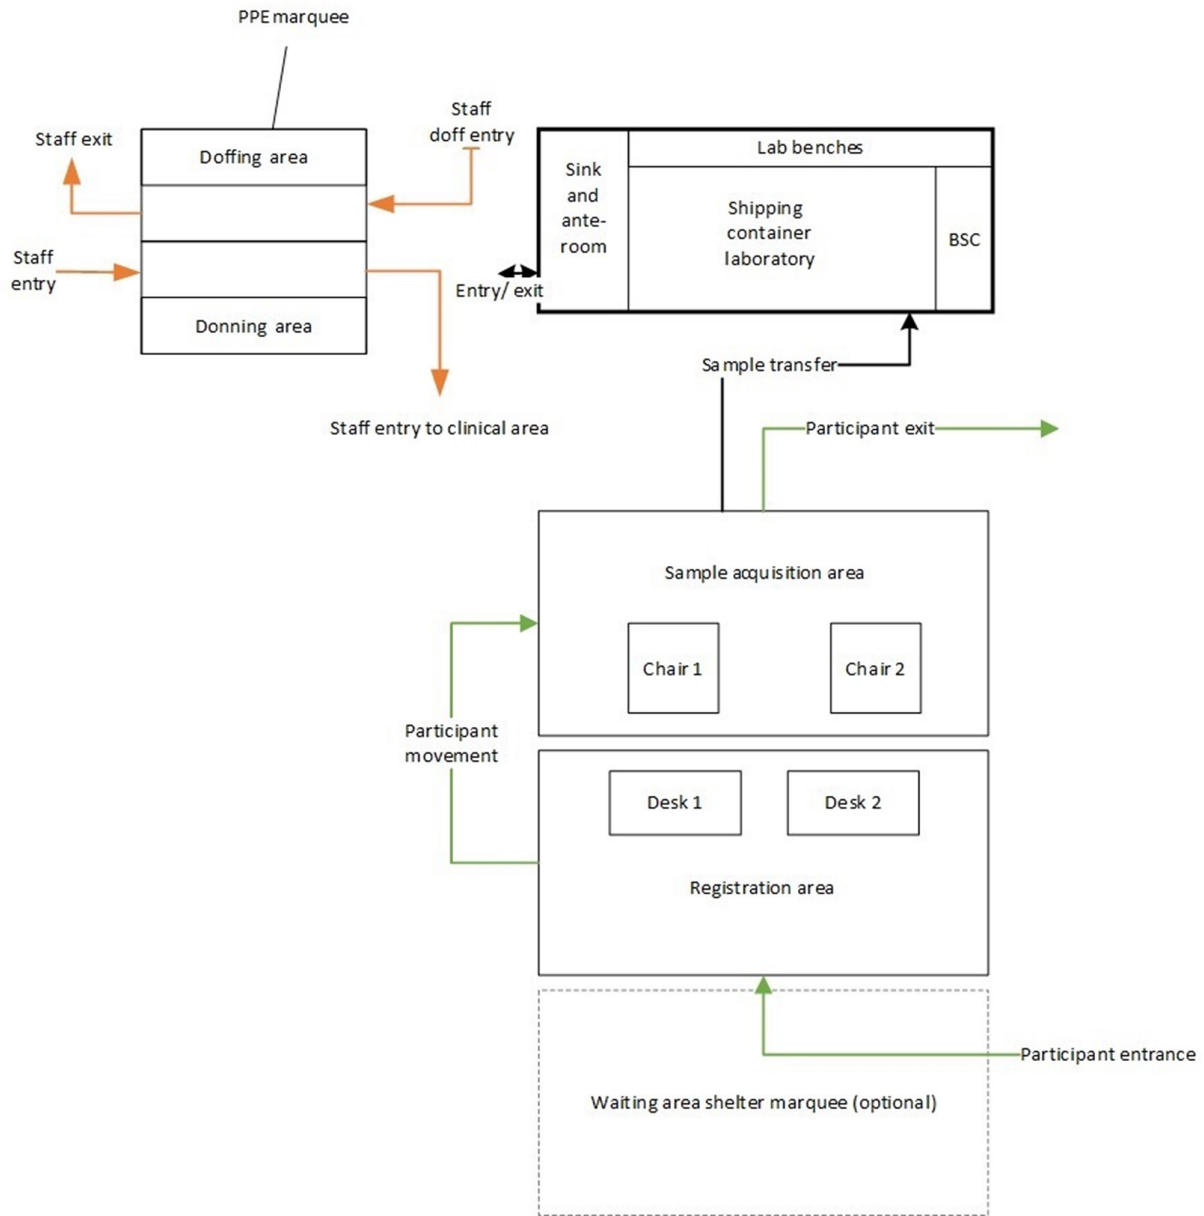 PPE marquee
Staff exit
Doffing area
Staff
doff entry
Staff
entry
Donning area
Staff entry to clinical area
Lab benches
Sink
and
ante-
room
Shipping
container
laboratory
BSC
Entry/ exit
Sample transfer
Participant exit
Sample acquisition area
Chair 1
Chair 2
Participant
movement
Desk 1
Desk 2
Registration area
Participant entrance
Waiting area shelter marquee (optional)